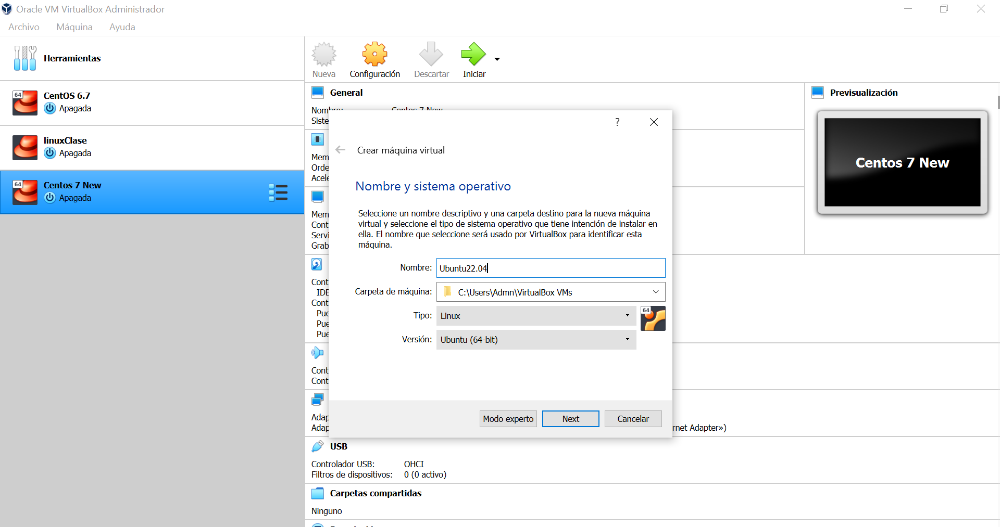 Oracle VM VirtualBox Administrador
Archivo Máquina Ayuda
Herramientas
64
CentOS 6.7
Apagada
linuxClase
Apagada
64
Centos 7 New
Apagada
Nueva Configuración Descartar Iniciar
General
Nombre: Centos 7 New
Siste
Mem
Orde
Acele
Mem
Cont
Servi
Grab
Cont
IDE
Cont
Pue
Pue
Pue
Cont
Cont
Adap
Adap
rnet Adapter»)
USB
Controlador USB: OHCI
Filtros de dispositivos: 0 (0 activo)
Carpetas compartidas
Ninguno
Previsualización
Centos 7 New
?
Crear máquina virtual
Nombre y sistema operativo
Seleccione un nombre descriptivo y una carpeta destino para la nueva máquina
virtual y seleccione el tipo de sistema operativo que tiene intención de instalar en
ella. El nombre que seleccione será usado por VirtualBox para identificar esta
máquina.
Nombre: Ubuntu22.04
Carpeta de máquina: C:\Users\Admn\VirtualBox VMs
Tipo: Linux
64
Versión: Ubuntu (64-bit)
Modo experto Next Cancelar